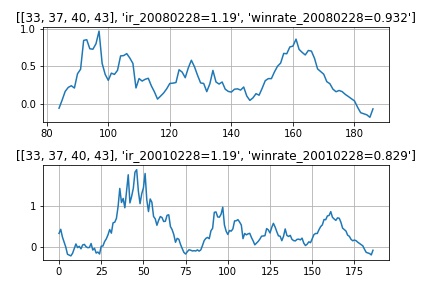 [[33, 37, 40, 43], 'ir_20080228=1.19', 'winrate_20080228=0.932']
1.0
0.5
0.0
80 100 120 140 160 180
[[33, 37, 40, 43], 'ir_20010228=1.19', 'winrate_20010228=0.829']
1
0
0 25 50 75 100 125 150 175